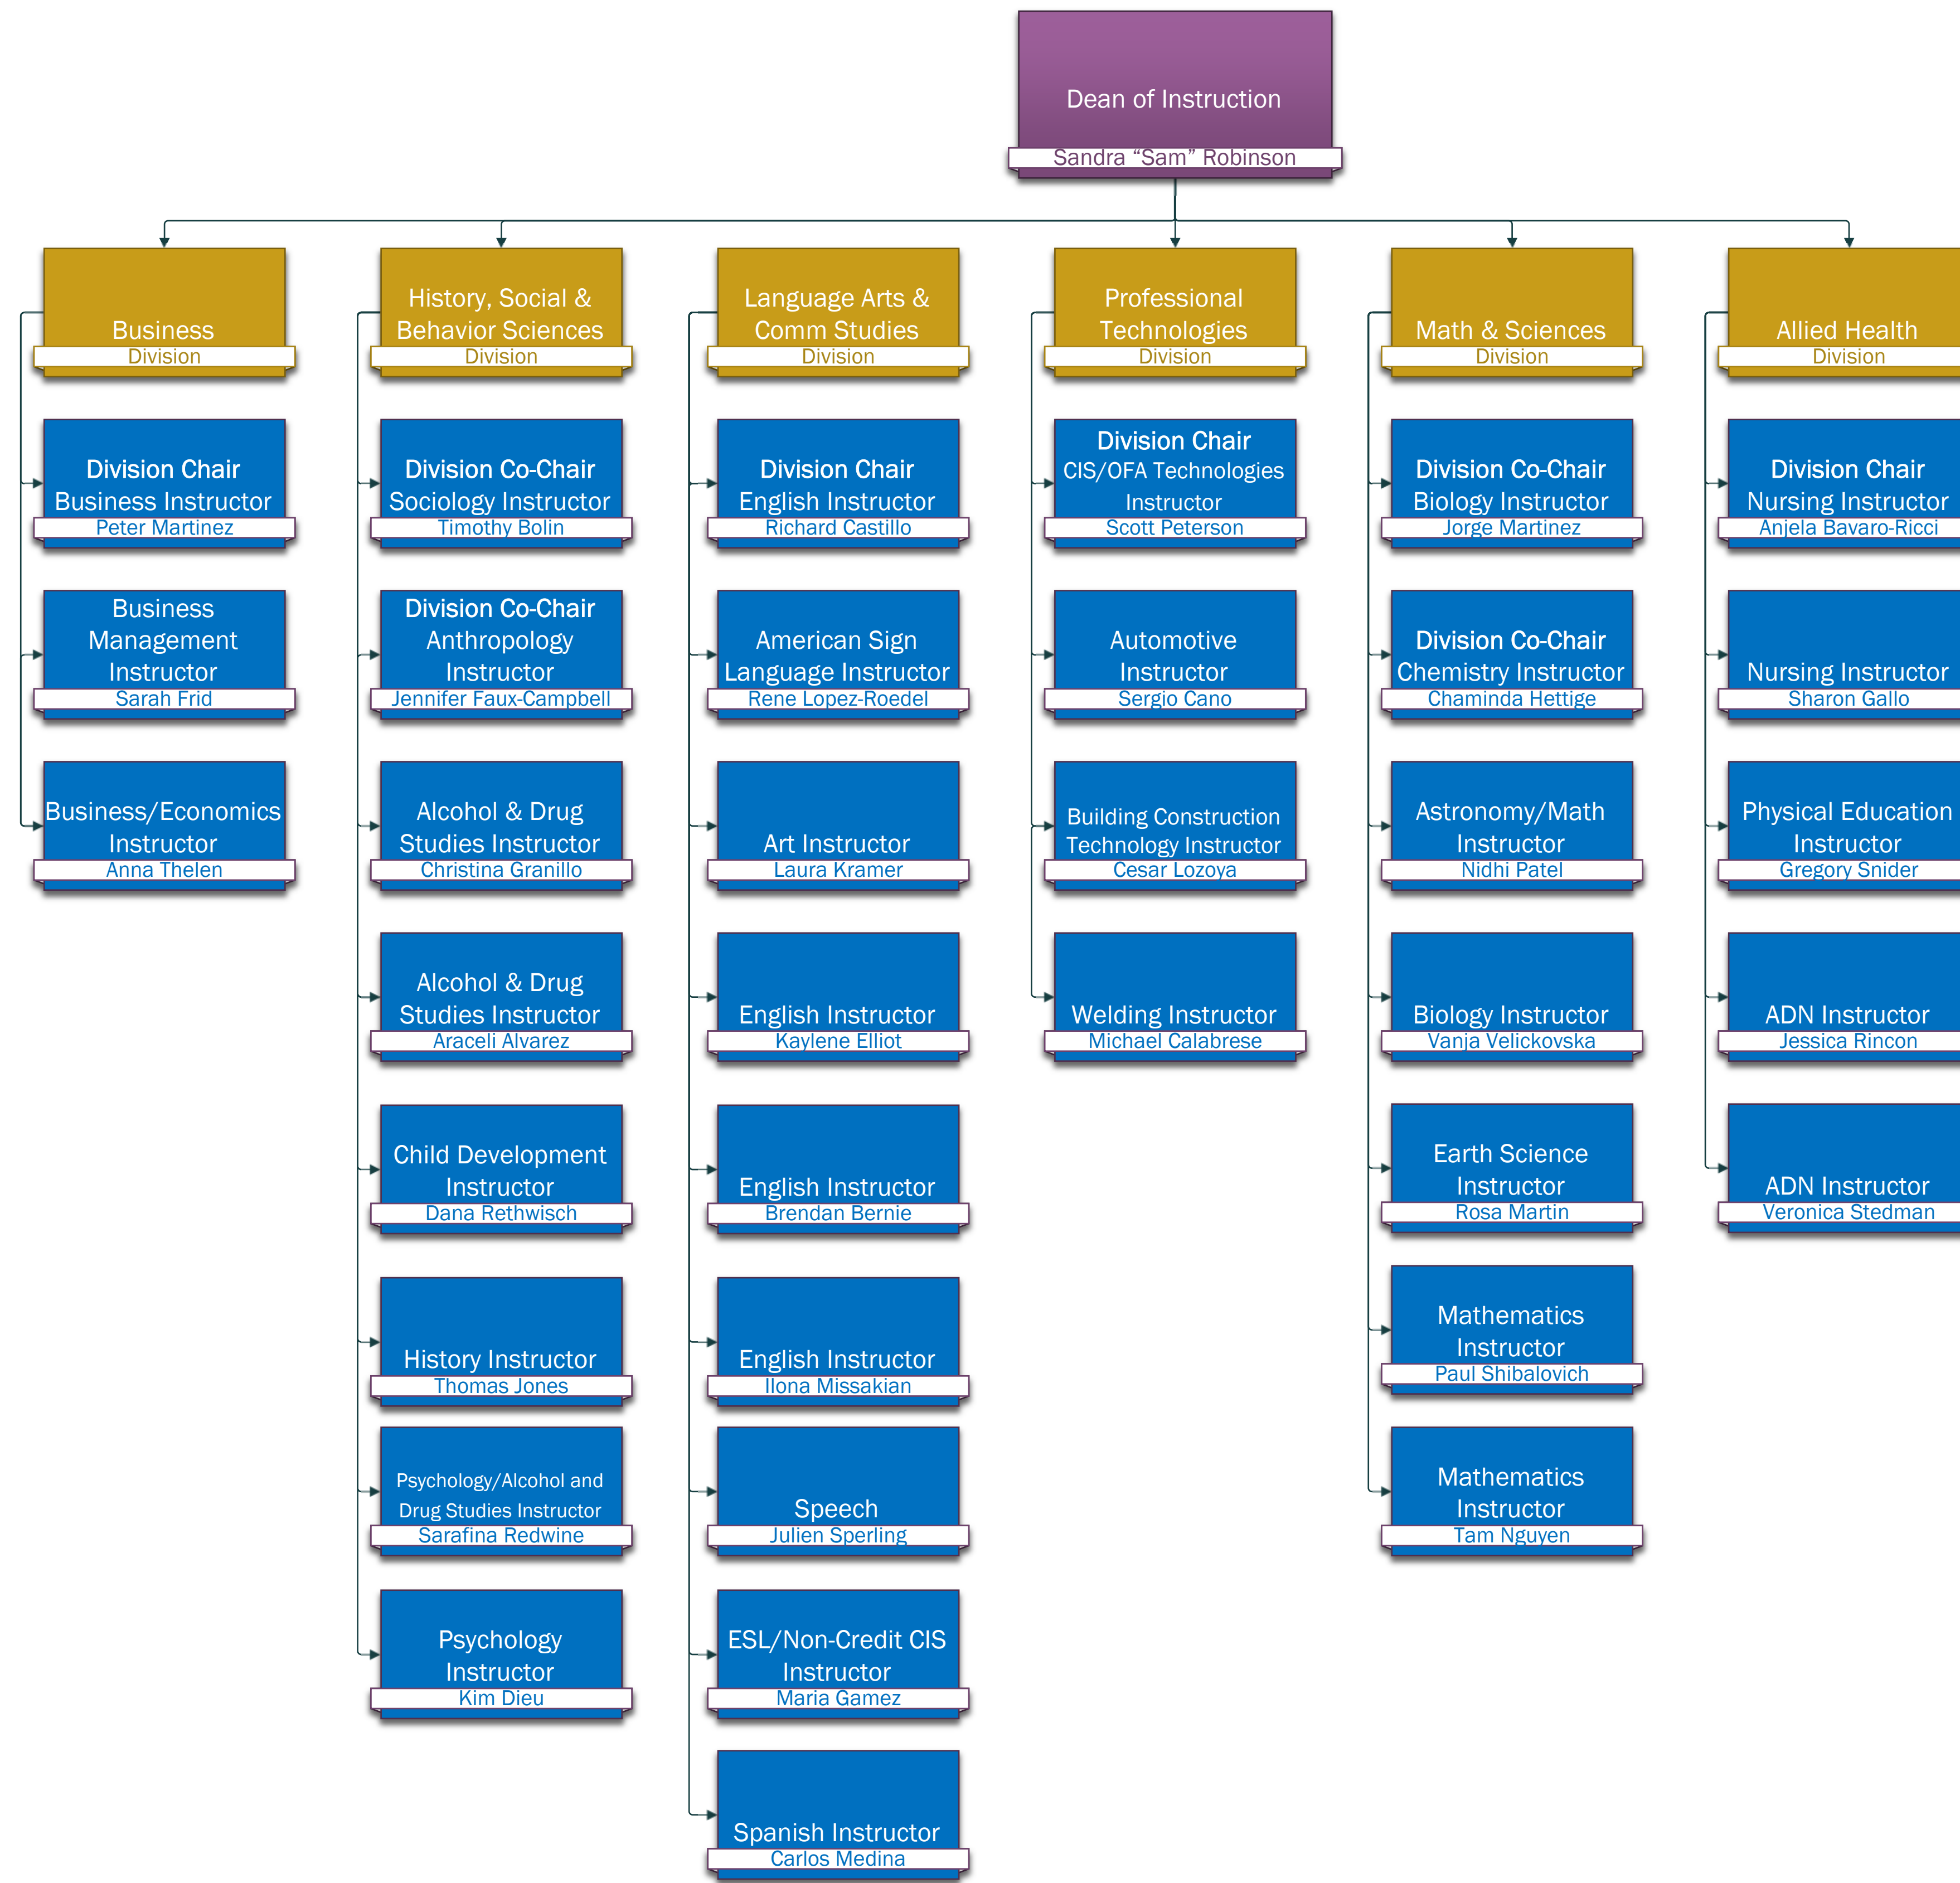 Dean of Instruction
Sandra “Sam” Robinson
Business
Division
Division Chair
Business Instructor
Peter Martinez
Business
Management
Instructor
Sarah Frid
Business/Economics
Instructor
Anna Thelen
History, Social &
Behavior Sciences
Division
Division Co-Chair
Sociology Instructor
Timothy Bolin
Division Co-Chair
Anthropology
Instructor
Jennifer Faux-Campbell
Alcohol & Drug
Studies Instructor
Christina Granillo
Alcohol & Drug
Studies Instructor
Araceli Alvarez
Child Development
Instructor
Dana Rethwisch
History Instructor
Thomas Jones
Psychology/Alcohol and
Drug Studies Instructor
Sarafina Redwine
Psychology
Instructor
Kim Dieu
Language Arts &
Comm Studies
Division
Division Chair
English Instructor
Richard Castillo
American Sign
Language Instructor
Rene Lopez-Roedel
Art Instructor
Laura Kramer
English Instructor
Kaylene Elliot
English Instructor
Brendan Bernie
English Instructor
Ilona Missakian
Speech
Julien Sperling
ESL/Non-Credit CIS
Instructor
Maria Gamez
Spanish Instructor
Carlos Medina
Professional
Technologies
Division
Division Chair
CIS/OFA Technologies
Instructor
Scott Peterson
Automotive
Instructor
Sergio Cano
Building Construction
Technology Instructor
Cesar Lozoya
Welding Instructor
Michael Calabrese
Math & Sciences
Division
Division Co-Chair
Biology Instructor
Jorge Martinez
Division Co-Chair
Chemistry Instructor
Chaminda Hettige
Astronomy/Math
Instructor
Nidhi Patel
Biology Instructor
Vanja Velickovska
Earth Science
Instructor
Rosa Martin
Mathematics
Instructor
Paul Shibalovich
Mathematics
Instructor
Tam Nguyen
Allied Health
Division
Division Chair
Nursing Instructor
Anjela Bavaro-Ricci
Nursing Instructor
Sharon Gallo
Physical Education
Instructor
Gregory Snider
ADN Instructor
Jessica Rincon
ADN Instructor
Veronica Stedman